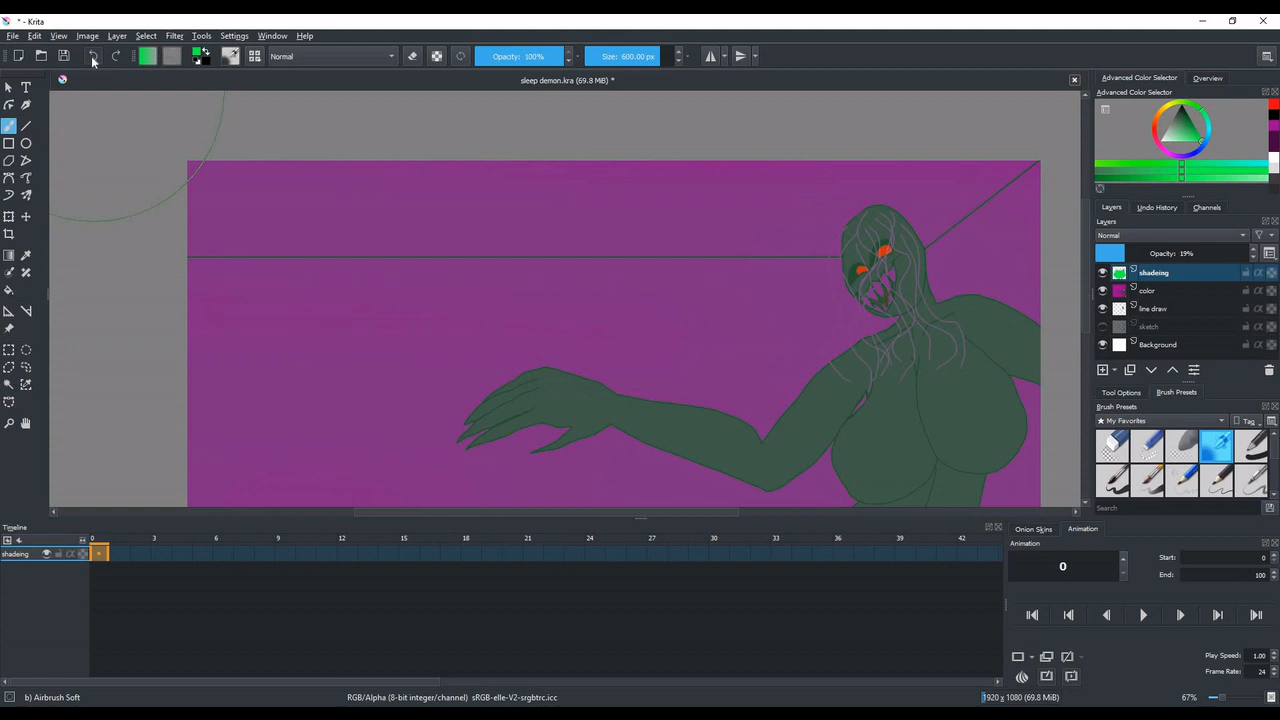 * - Krita
File Edit View Image Layer Select Filter Tools Settings Window Help
Normal Opacity: 100% Size: 600.00 px
sleep demon.kra (69.8 MB) *
Advanced Color Selector Overview
Advanced Color Selector
Layers Undo History Channels
Layers
Normal
Opacity: 19%
shadeing
color
line draw
sketch
Background
Tool Options Brush Presets
Brush Presets
My Favorites Tag
Search
Timeline
0 3 6 9 12 15 18 21 24 27 30 33 36 39 42
shadeing
Onion Skins Animation
Animation
0
Start: 0
End: 100
Play Speed: 1.00
Frame Rate: 24
b) Airbrush Soft RGB/Alpha (8-bit integer/channel) sRGB-elle-V2-srgbtrc.icc 1920 x 1080 (69.8 MiB) 67%